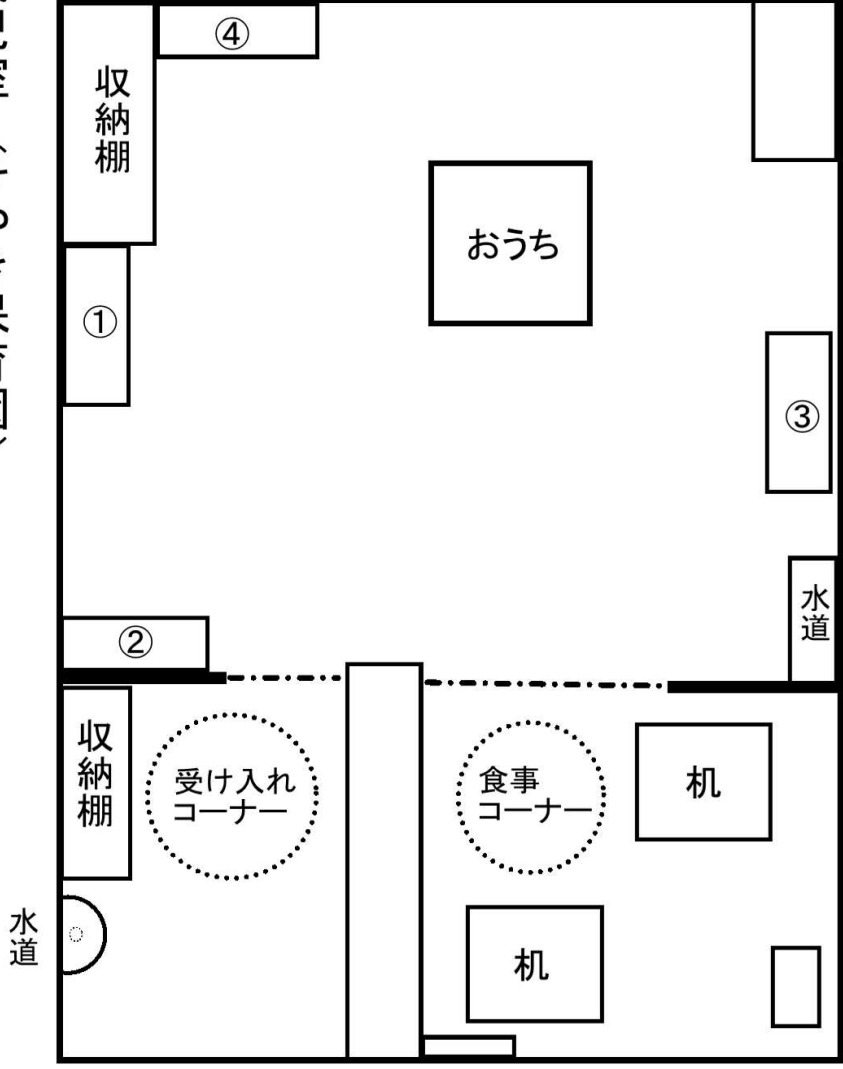 ④
収納棚
おうち
①
③
水道
②
収納棚
受け入れ
コーナー
食事
コーナー
机
水道
机